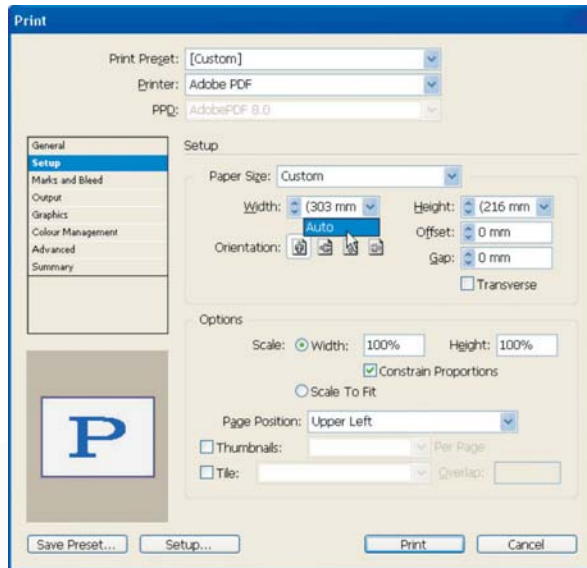 Print
Print Preset: [Custom]
Printer: Adobe PDF
PPD: AdobePDF 8.0
General
Setup
Marks and Bleed
Output
Graphics
Colour Management
Advanced
Summary
Setup
Paper Size: Custom
Width: (303 mm Height: (216 mm
Auto Offset: 0 mm
Orientation: Gap: 0 mm
Transverse
Options
Scale: Width: 100% Height: 100%
Constrain Proportions
Scale To Fit
Page Position: Upper Left
Thumbnails: Per Page
Tile: Overlap:
P
Save Preset... Setup... Print Cancel